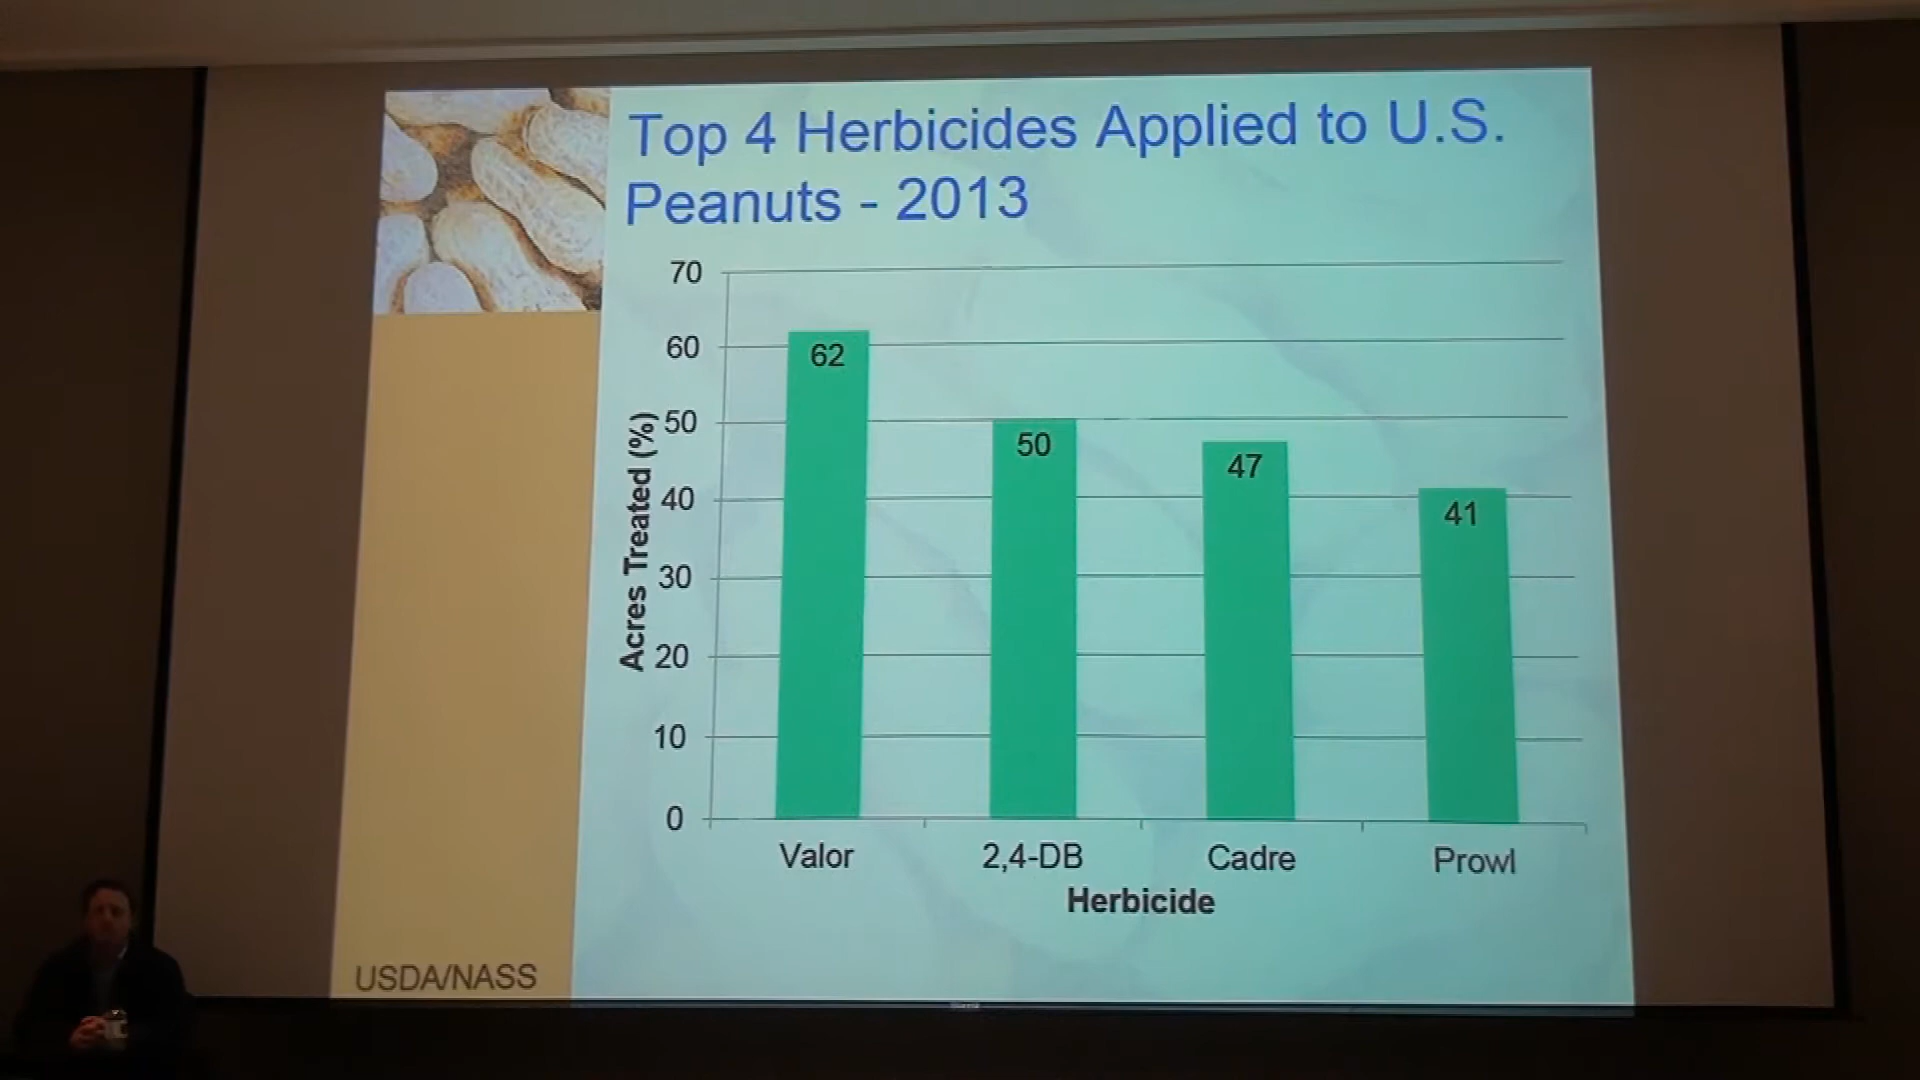 Top 4 Herbicides Applied to U.S.
Peanuts - 2013
70
60
50
40
30
20
10
0
Acres Treated (%)
62
50
47
41
Valor
2,4-DB
Cadre
Prowl
Herbicide
USDA/NASS